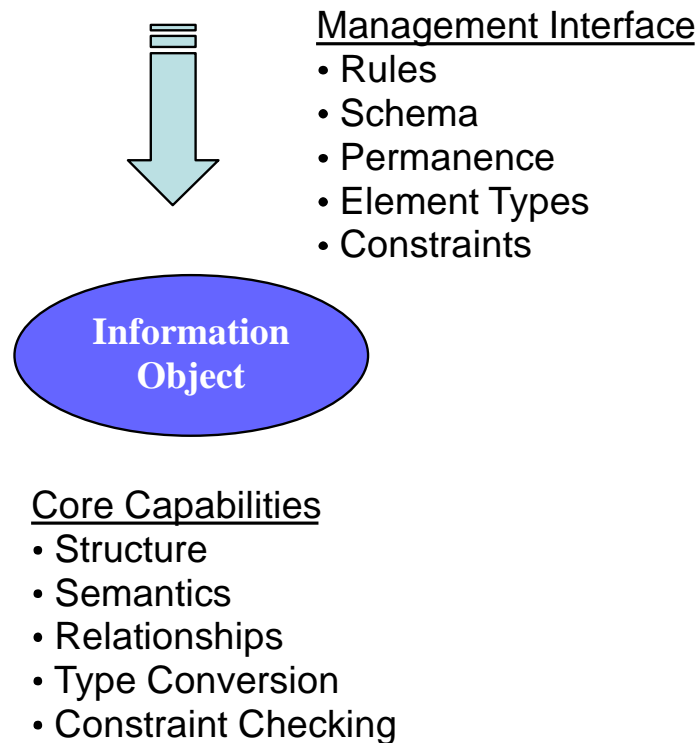 Management Interface
• Rules
• Schema
• Permanence
• Element Types
• Constraints
Information
Object
Core Capabilities
• Structure
• Semantics
• Relationships
• Type Conversion
• Constraint Checking